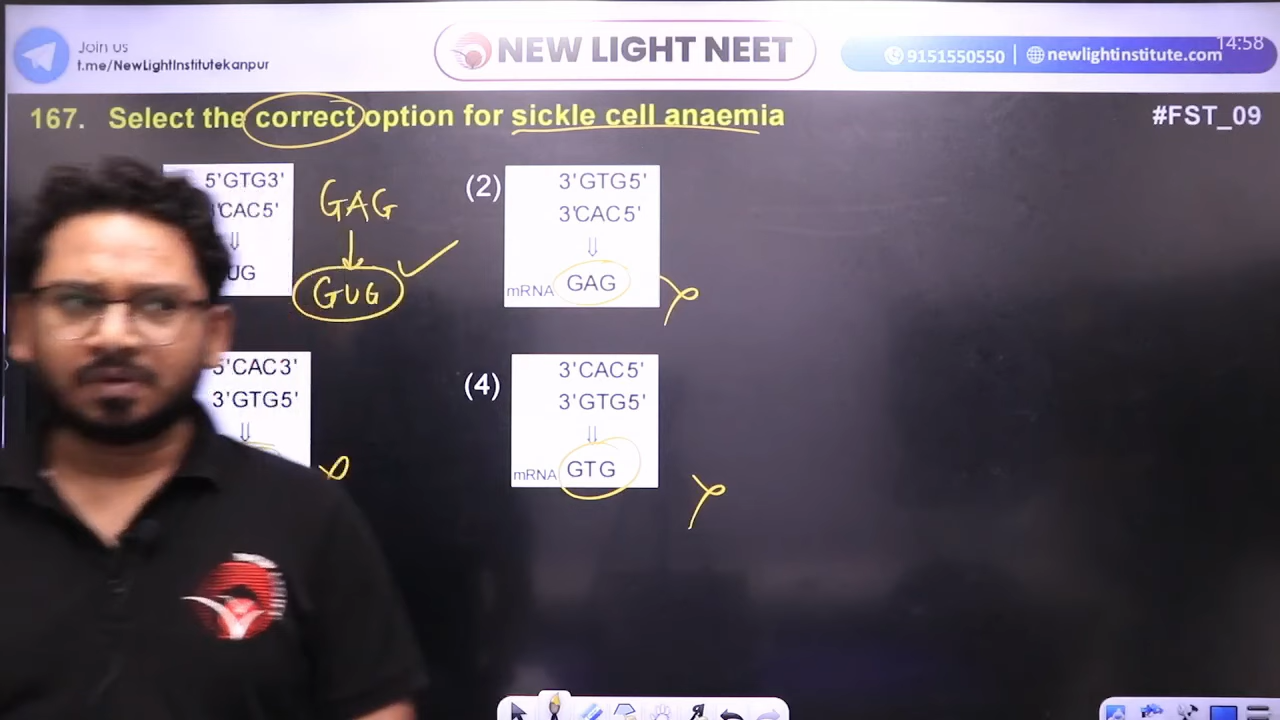 Join us
t.me/NewLightInstitutekanpur
NEW LIGHT NEET
9151550550 | newlightinstitute.com
14:58
167. Select the correct option for sickle cell anaemia
#FST_09
5'GTG3'
'CAC5'
⇓
UG
GAG
↓
GUG
(2)
3'GTG5'
3'CAC5'
⇓
mRNA GAG
5'CAC3'
3'GTG5'
⇓
(4)
3'CAC5'
3'GTG5'
⇓
mRNA GTG